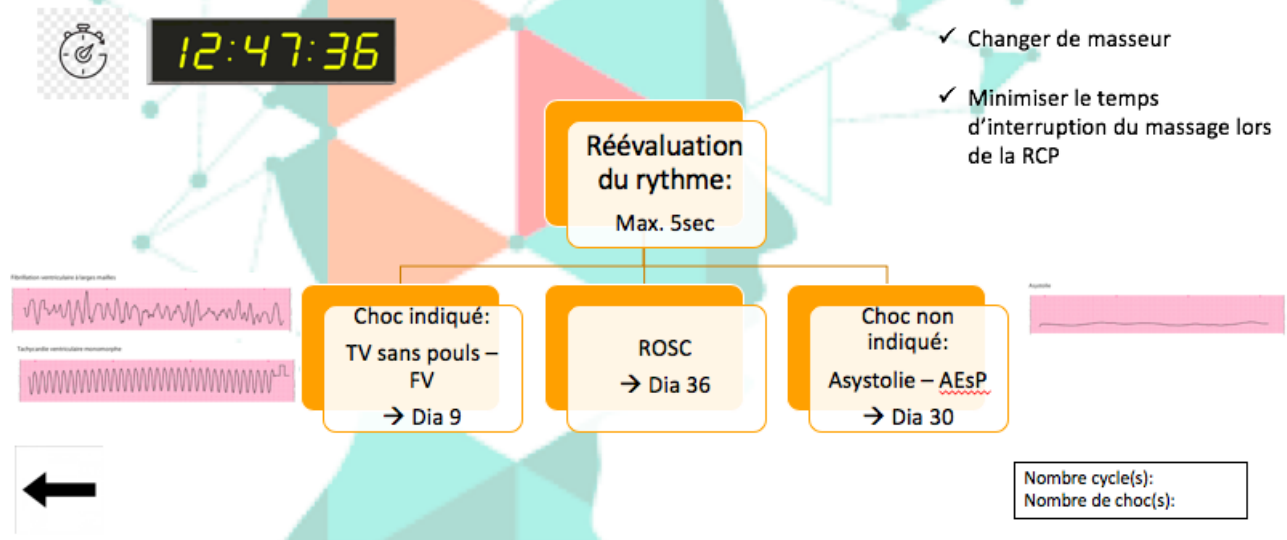 12:47:36
✓ Changer de masseur
✓ Minimiser le temps
d'interruption du massage lors
de la RCP
Réévaluation
du rythme:
Max. 5sec
Fibrillation ventriculaire à larges mailles
Tachycardie ventriculaire monomorphe
Choc indiqué:
TV sans pouls –
FV
→ Dia 9
ROSC
→ Dia 36
Choc non
indiqué:
Asystolie – AEsP
→ Dia 30
Asystolie
Nombre cycle(s):
Nombre de choc(s):